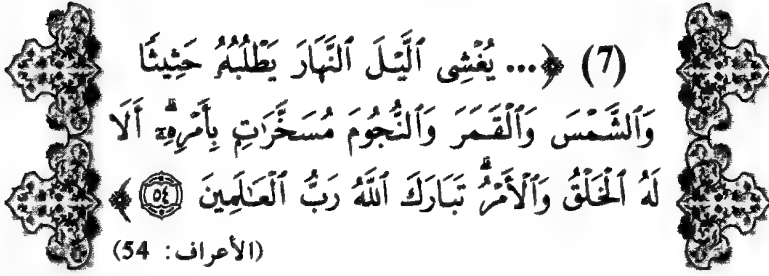 (7) ﴿... يُغْشِى ٱلَّيْلَ ٱلنَّهَارَ يَطْلُبُهُۥ حَثِيثًا
وَٱلشَّمْسَ وَٱلْقَمَرَ وَٱلنُّجُومَ مُسَخَّرَٰتٍۭ بِأَمْرِهِۦٓۗ أَلَا
لَهُ ٱلْخَلْقُ وَٱلْأَمْرُۗ تَبَارَكَ ٱللَّهُ رَبُّ ٱلْعَـٰلَمِينَ ٥٤﴾
(الأعراف: 54)